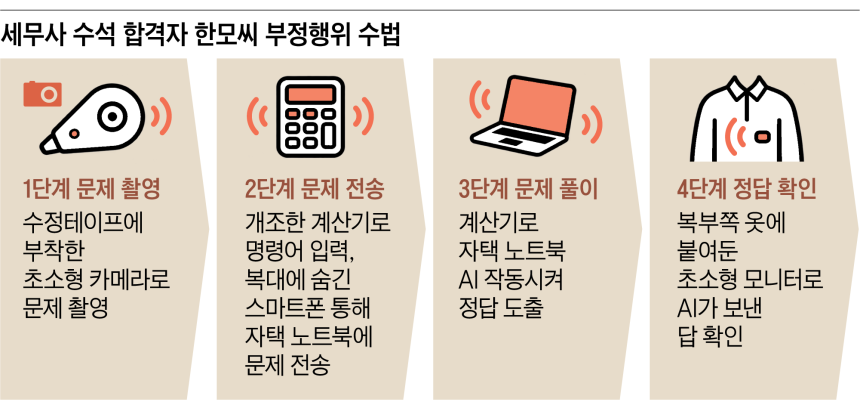 세무사 수석 합격자 한모씨 부정행위 수법
1단계 문제 촬영
수정테이프에
부착한
초소형 카메라로
문제 촬영
2단계 문제 전송
개조한 계산기로
명령어 입력,
복대에 숨긴
스마트폰 통해
자택 노트북에
문제 전송
3단계 문제 풀이
계산기로
자택 노트북
AI 작동시켜
정답 도출
4단계 정답 확인
복부쪽 옷에
붙여둔
초소형 모니터로
AI가 보낸
답 확인